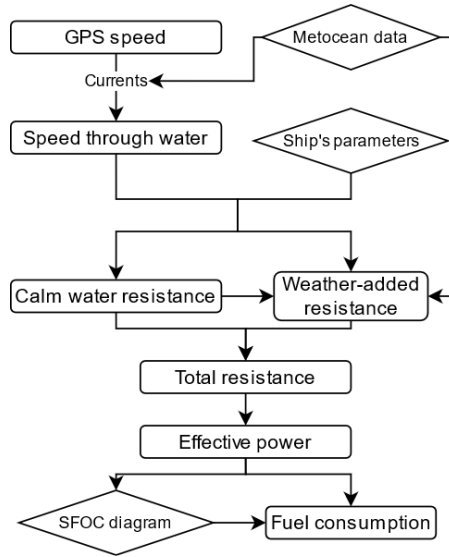 GPS speed
Metocean data
Currents
Speed through water
Ship's parameters
Calm water resistance
Weather-added
resistance
Total resistance
Effective power
SFOC diagram
Fuel consumption